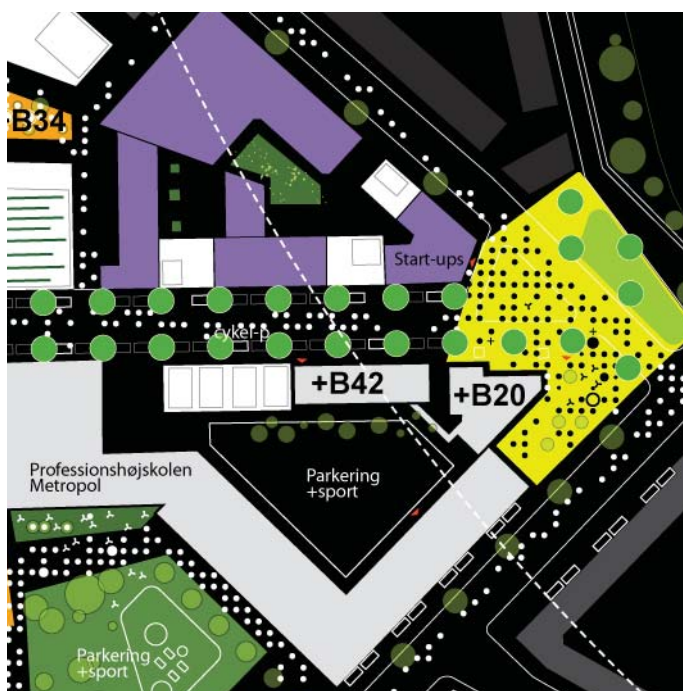 +B34
Start-ups
cykel-p
+B42
+B20
Professionshøjskolen
Metropol
Parkering
+sport
Parkering
+sport